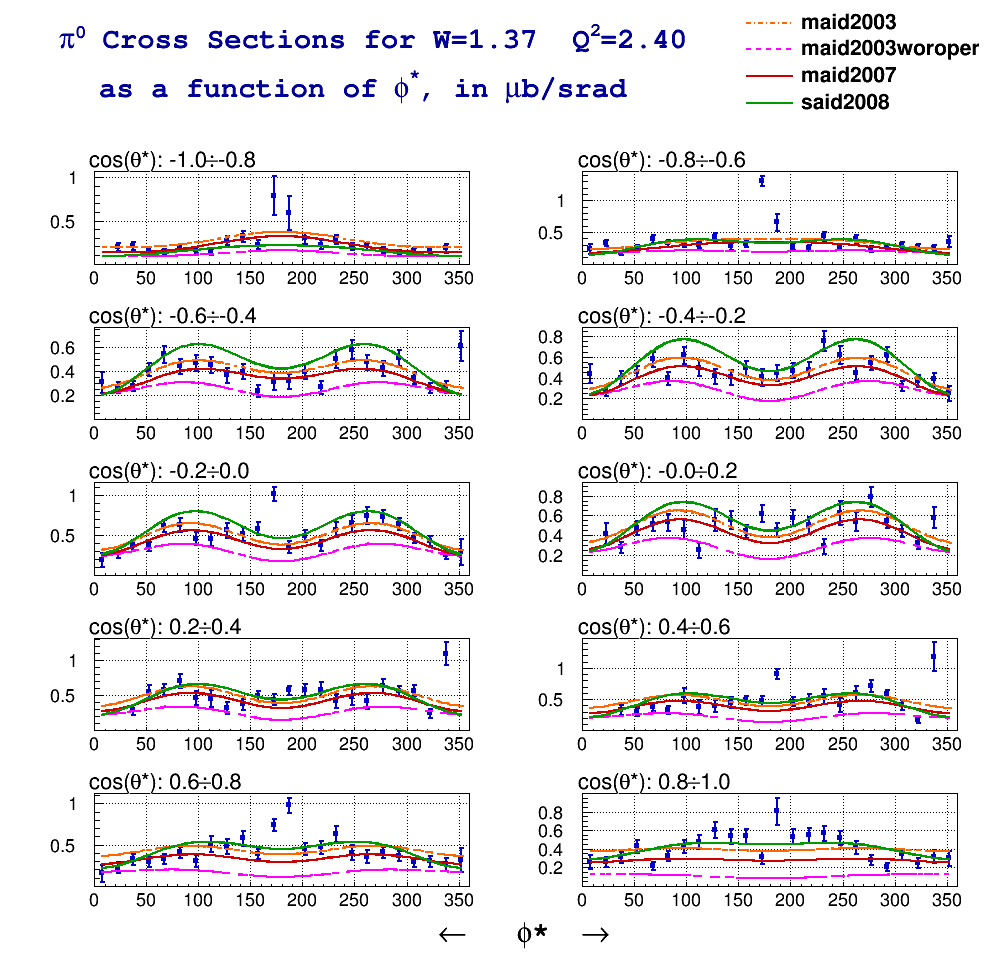 π⁰ Cross Sections for W=1.37 Q²=2.40
as a function of ϕ*, in μb/srad
maid2003
maid2003woroper
maid2007
said2008
cos(θ*): -1.0÷-0.8
1
0.5
0 50 100 150 200 250 300 350
cos(θ*): -0.8÷-0.6
1
0.5
0 50 100 150 200 250 300 350
cos(θ*): -0.6÷-0.4
0.6
0.4
0.2
0 50 100 150 200 250 300 350
cos(θ*): -0.4÷-0.2
0.8
0.6
0.4
0.2
0 50 100 150 200 250 300 350
cos(θ*): -0.2÷0.0
1
0.5
0 50 100 150 200 250 300 350
cos(θ*): -0.0÷0.2
0.8
0.6
0.4
0.2
0 50 100 150 200 250 300 350
cos(θ*): 0.2÷0.4
1
0.5
0 50 100 150 200 250 300 350
cos(θ*): 0.4÷0.6
1
0.5
0 50 100 150 200 250 300 350
cos(θ*): 0.6÷0.8
1
0.5
0 50 100 150 200 250 300 350
cos(θ*): 0.8÷1.0
0.8
0.6
0.4
0.2
0 50 100 150 200 250 300 350
← ϕ* →